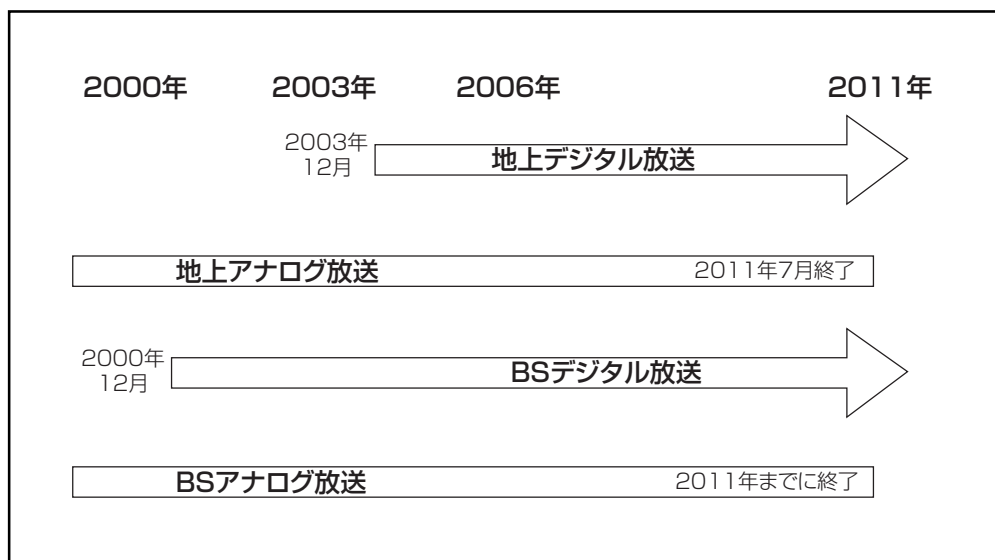 2000年 2003年 2006年 2011年
2003年
12月
地上デジタル放送
地上アナログ放送 2011年7月終了
2000年
12月
BSデジタル放送
BSアナログ放送 2011年までに終了